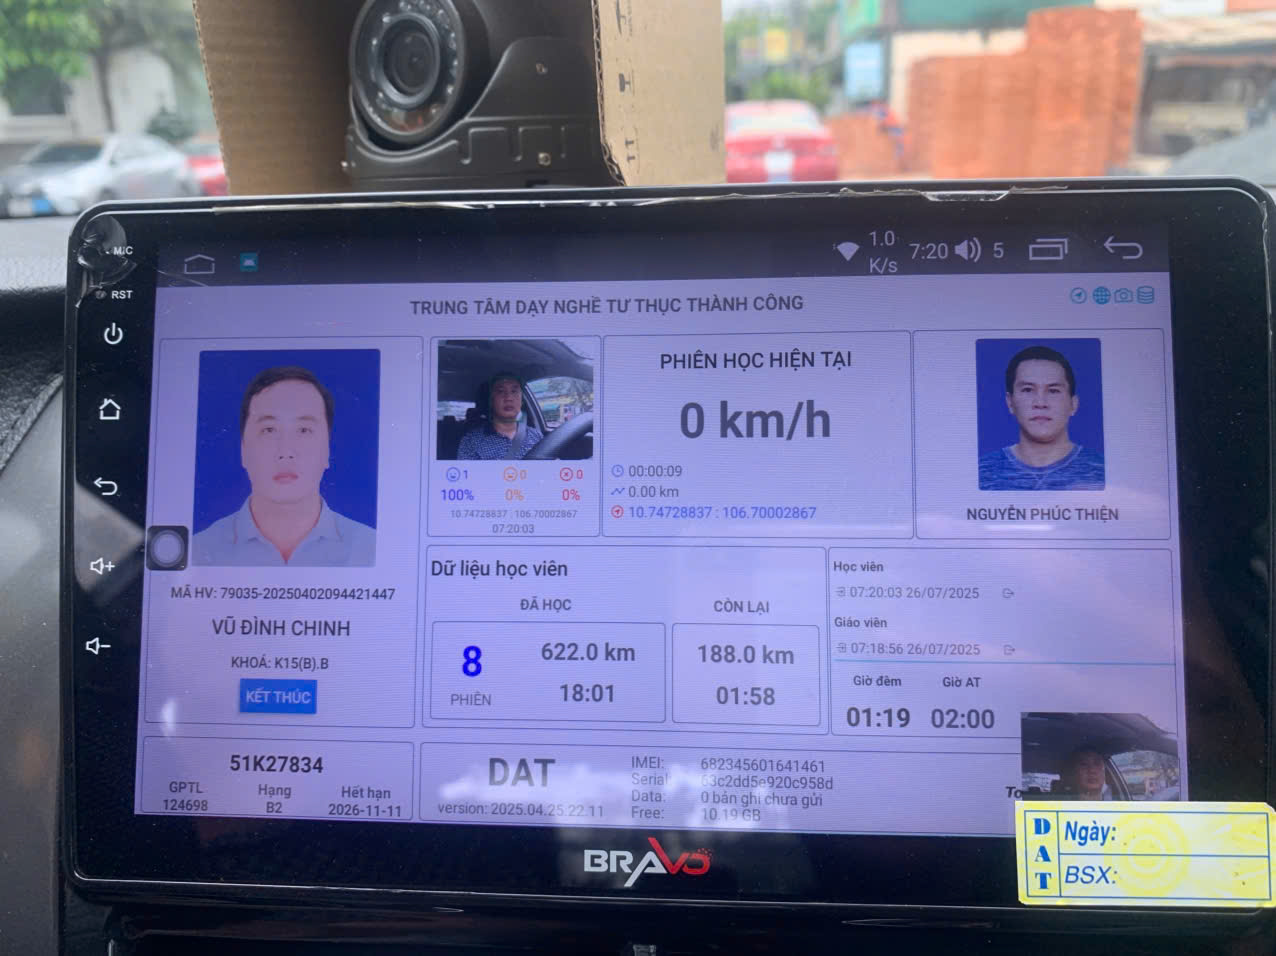 MIC
RST
1.0
K/s
7:20
5
TRUNG TÂM DẠY NGHỀ TƯ THỤC THÀNH CÔNG
MÃ HV: 79035-20250402094421447
VŨ ĐÌNH CHINH
KHOÁ: K15(B).B
KẾT THÚC
1 0 0
100% 0% 0%
10.74728837 : 106.70002867
07:20:03
PHIÊN HỌC HIỆN TẠI
0 km/h
00:00:09
0.00 km
10.74728837 : 106.70002867
NGUYỄN PHÚC THIỆN
Dữ liệu học viên
ĐÃ HỌC
8
PHIÊN
622.0 km
18:01
CÒN LẠI
188.0 km
01:58
Học viên
07:20:03 26/07/2025
Giáo viên
07:18:56 26/07/2025
Giờ đêm Giờ AT
01:19 02:00
51K27834
GPTL Hạng Hết hạn
124698 B2 2026-11-11
DAT
version: 2025.04.25.22.11
IMEI: 682345601641461
Serial: 63c2dd5e920c958d
Data: 0 bản ghi chưa gửi
Free: 10.19 GB
BRAVO
DAT
Ngày:
BSX: